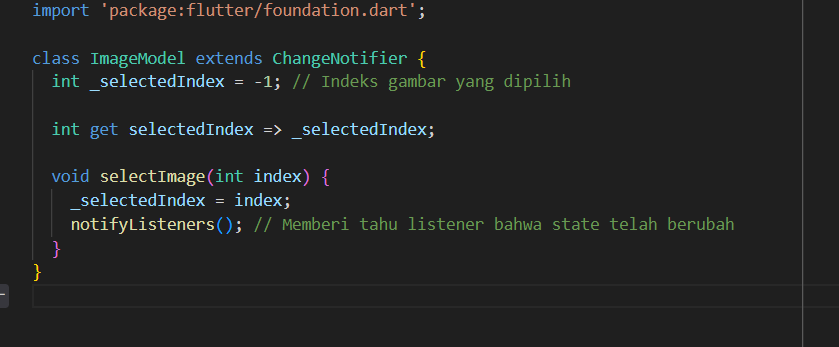 import 'package:flutter/foundation.dart';
class ImageModel extends ChangeNotifier {
int _selectedIndex = -1; // Indeks gambar yang dipilih
int get selectedIndex => _selectedIndex;
void selectImage(int index) {
_selectedIndex = index;
notifyListeners(); // Memberi tahu listener bahwa state telah berubah
}
}